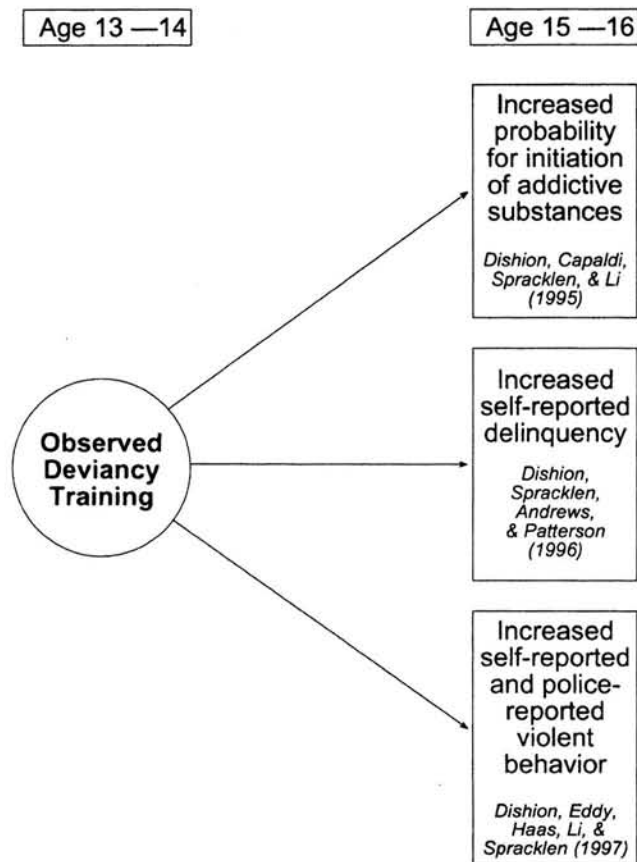 Age 13 —14
Age 15 —16
Increased
probability
for initiation
of addictive
substances
Dishion, Capaldi,
Spracklen, & Li
(1995)
Observed
Deviancy
Training
Increased
self-reported
delinquency
Dishion,
Spracklen,
Andrews,
& Patterson
(1996)
Increased
self-reported
and police-
reported
violent
behavior
Dishion, Eddy,
Haas, Li, &
Spracklen (1997)